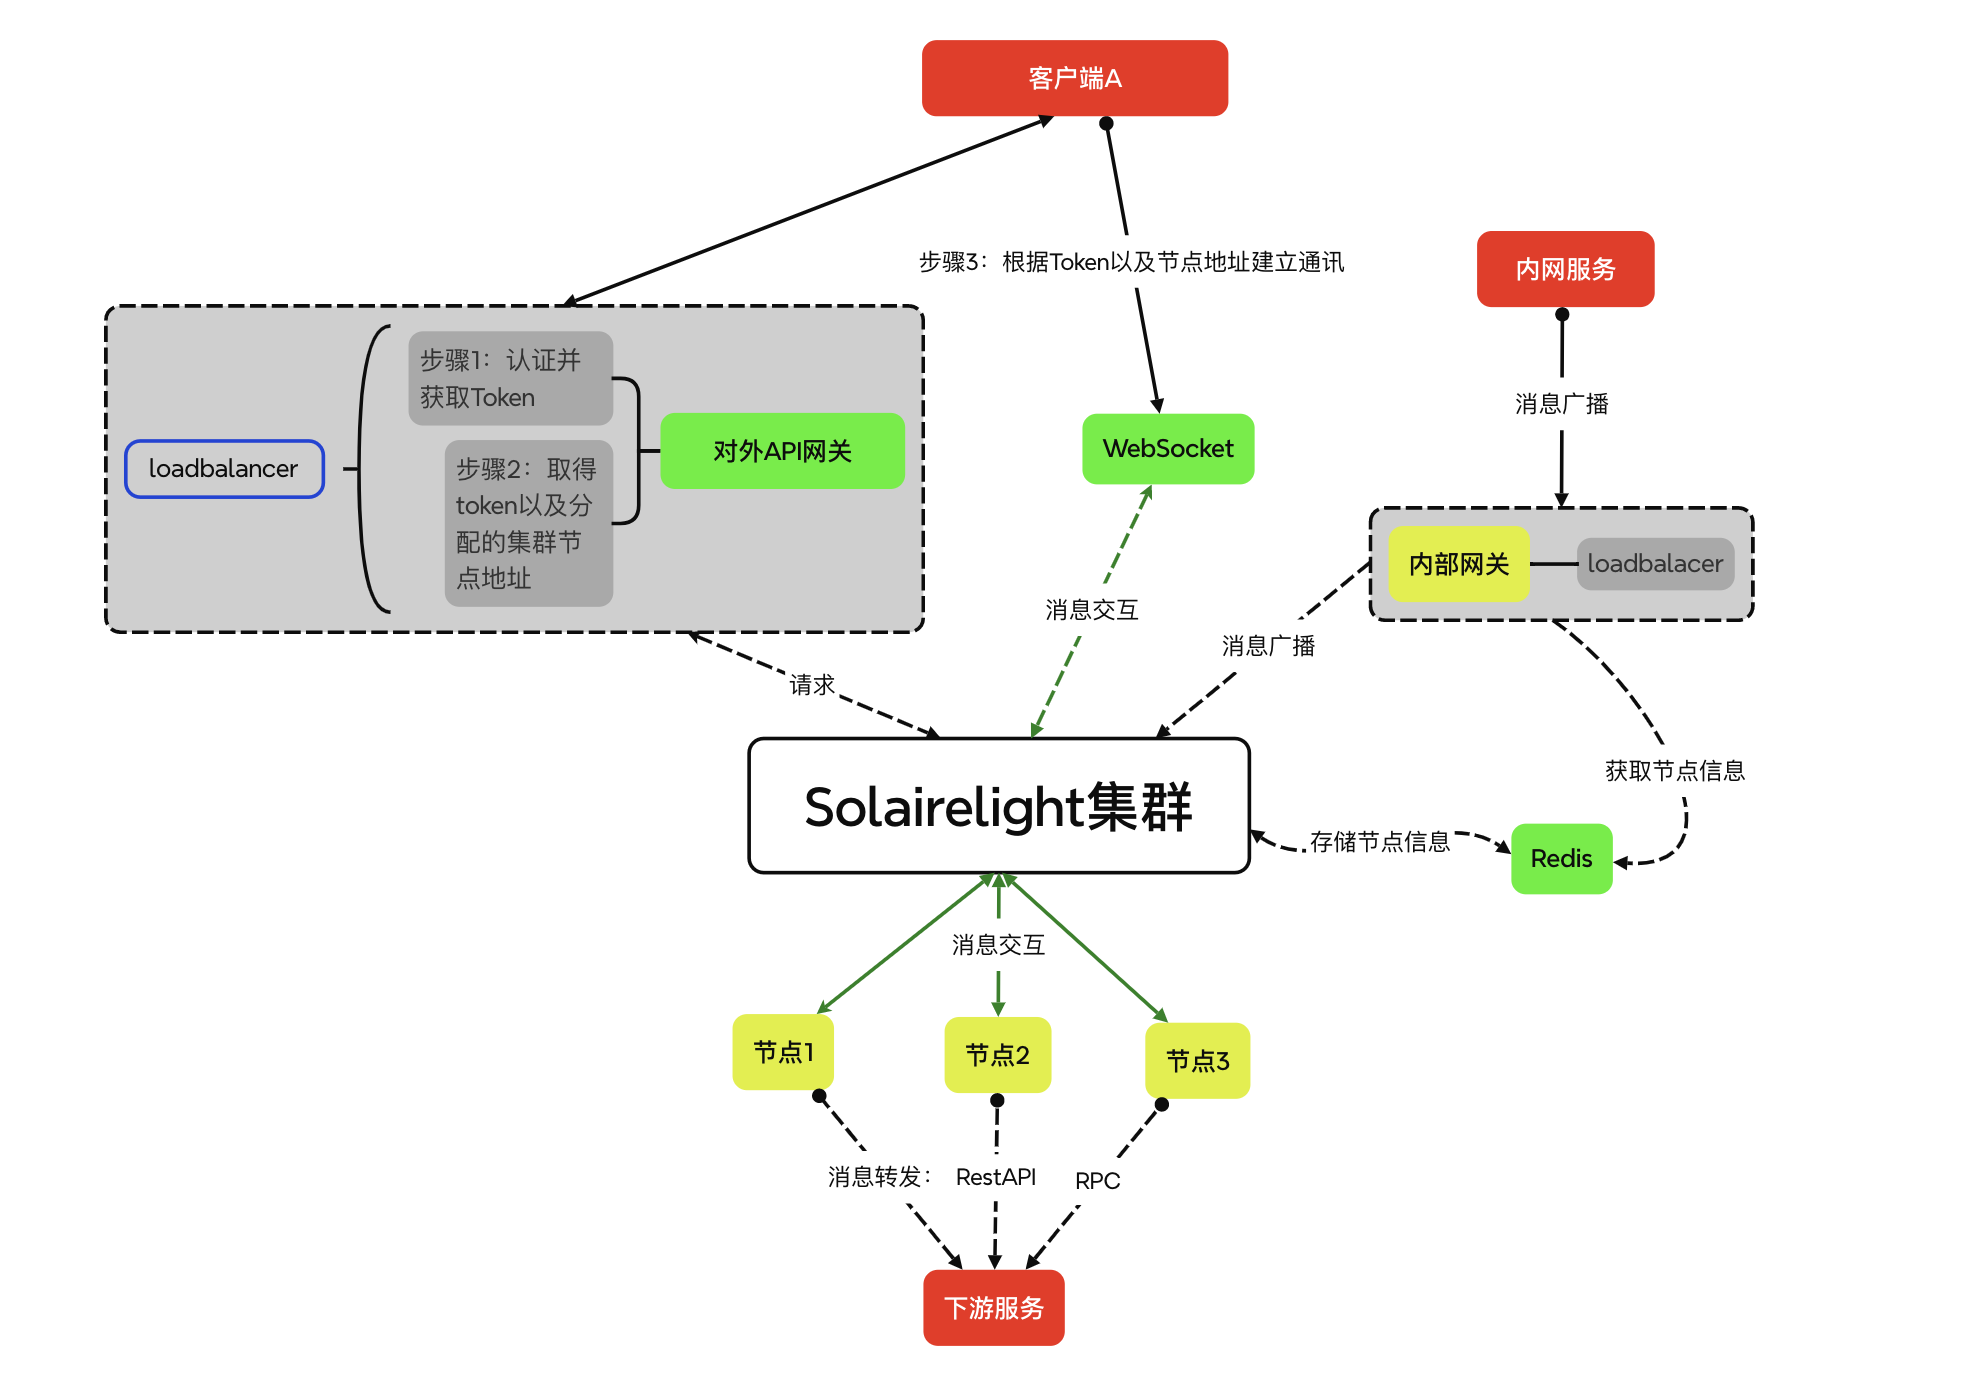 客户端A
步骤3：根据Token以及节点地址建立通讯
内网服务
步骤1：认证并
获取Token
消息广播
对外API网关
WebSocket
loadbalancer
步骤2：取得
token以及分
配的集群节
点地址
内部网关
loadbalacer
消息交互
消息广播
请求
获取节点信息
Solairelight集群
存储节点信息
Redis
消息交互
节点1
节点2
节点3
消息转发：
RestAPI
RPC
下游服务